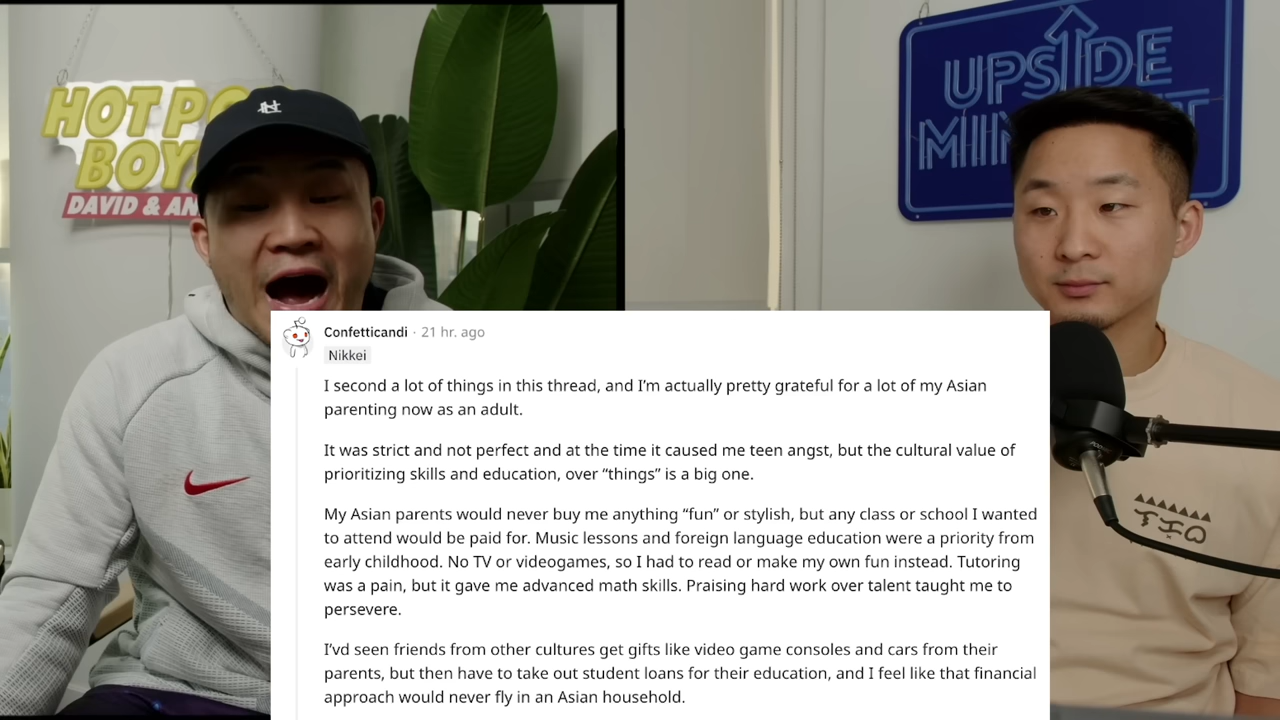 HOT PO
BOY
DAVID & AN
UPSIDE
Confetticandi · 21 hr. ago
Nikkei
I second a lot of things in this thread, and I'm actually pretty grateful for a lot of my Asian
parenting now as an adult.
It was strict and not perfect and at the time it caused me teen angst, but the cultural value of
prioritizing skills and education, over “things” is a big one.
My Asian parents would never buy me anything “fun” or stylish, but any class or school I wanted
to attend would be paid for. Music lessons and foreign language education were a priority from
early childhood. No TV or videogames, so I had to read or make my own fun instead. Tutoring
was a pain, but it gave me advanced math skills. Praising hard work over talent taught me to
persevere.
I'vd seen friends from other cultures get gifts like video game consoles and cars from their
parents, but then have to take out student loans for their education, and I feel like that financial
approach would never fly in an Asian household.